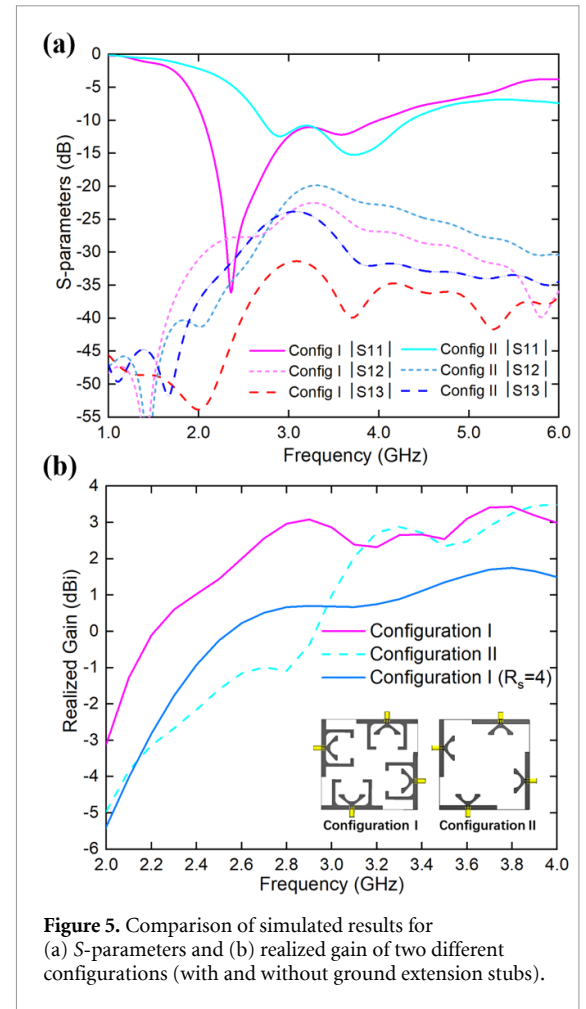 (a)
0
-5
-10
-15
-20
-25
-30
-35
-40
-45
-50
-55
S-parameters (dB)
Config I |S11|
Config I |S12|
Config I |S13|
Config II |S11|
Config II |S12|
Config II |S13|
1.0 2.0 3.0 4.0 5.0 6.0
Frequency (GHz)
(b)
4
3
2
1
0
-1
-2
-3
-4
-5
-6
Realized Gain (dBi)
Configuration I
Configuration II
Configuration I (Rs=4)
Configuration I Configuration II
2.0 2.2 2.4 2.6 2.8 3.0 3.2 3.4 3.6 3.8 4.0
Frequency (GHz)
Figure 5. Comparison of simulated results for
(a) S-parameters and (b) realized gain of two different
configurations (with and without ground extension stubs).